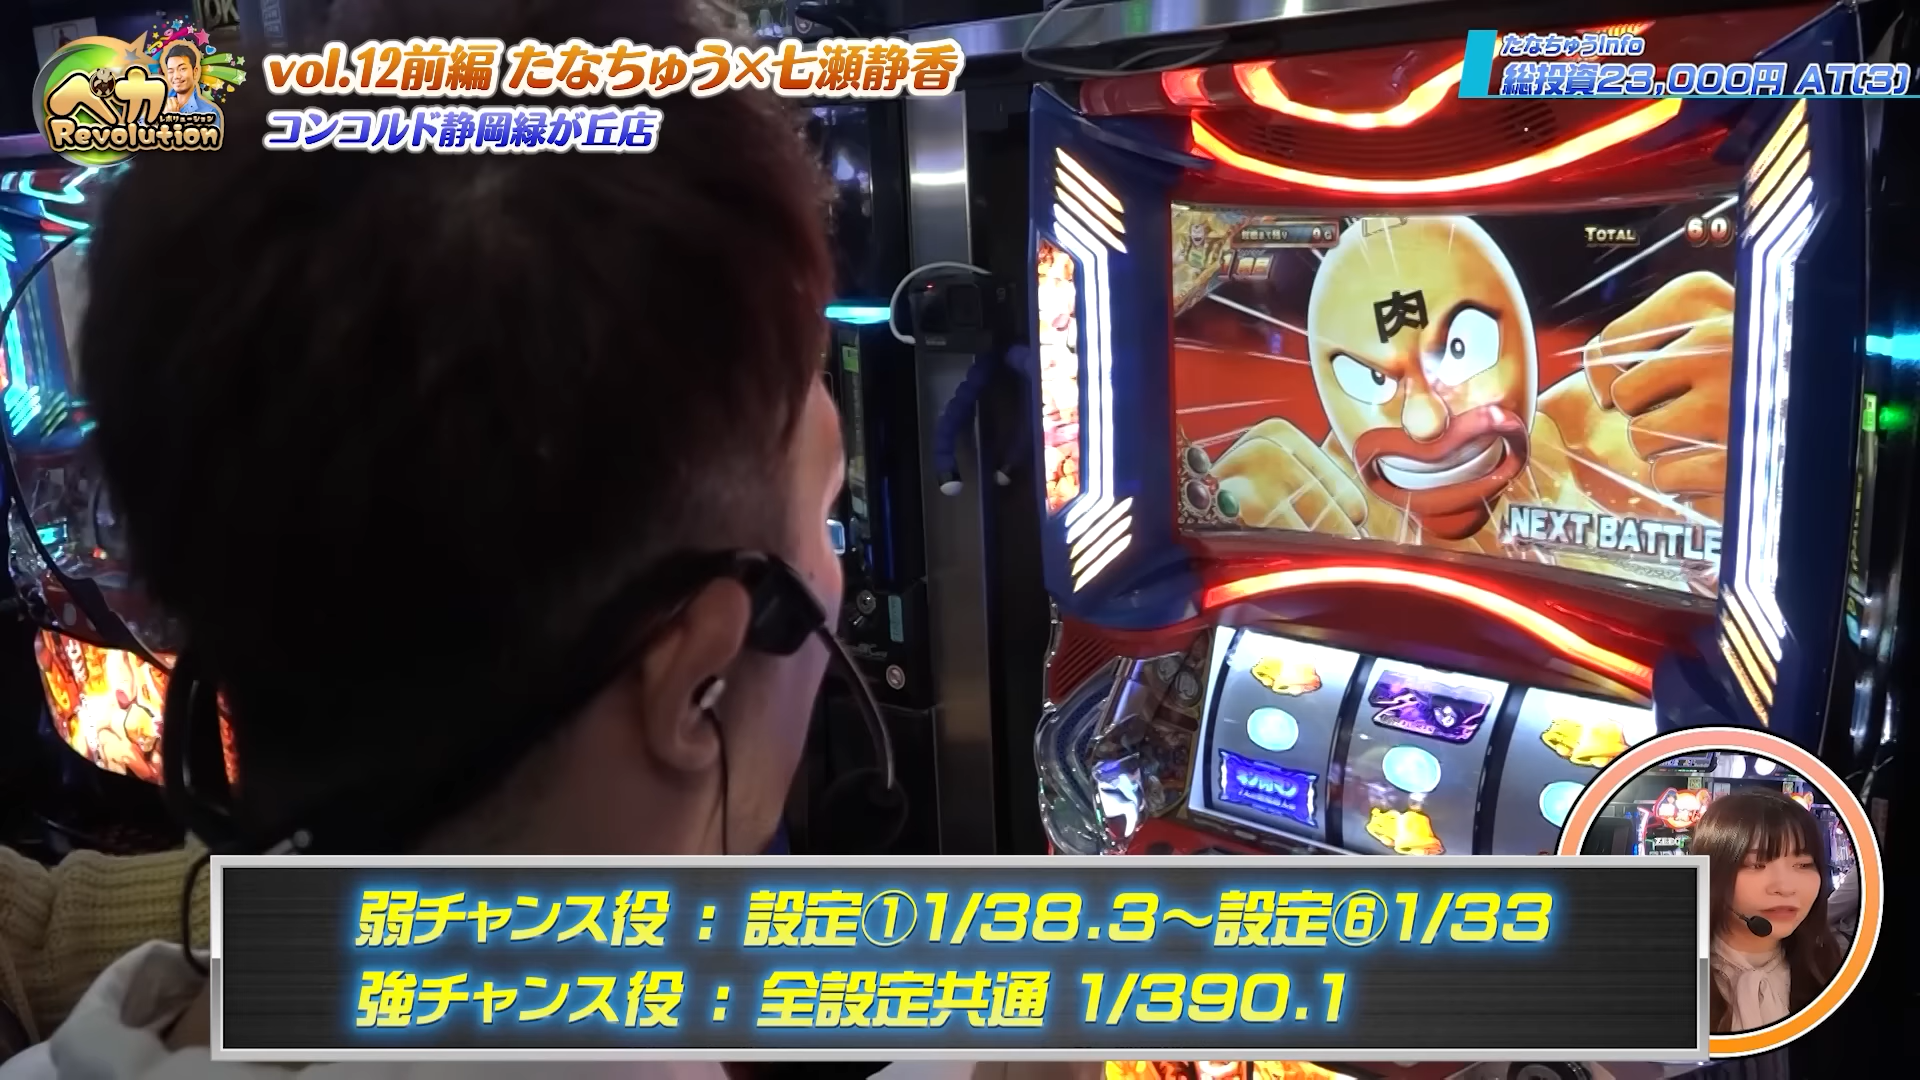 ペカ
レボリューション
Revolution
vol.12前編 たなちゅう×七瀬静香
コンコルド静岡緑が丘店
たなちゅうInfo
総投資23,000円 AT(3)
TOTAL 60
肉
NEXT BATTLE
弱チャンス役 : 設定①1/38.3～設定⑥1/33
強チャンス役 : 全設定共通 1/390.1